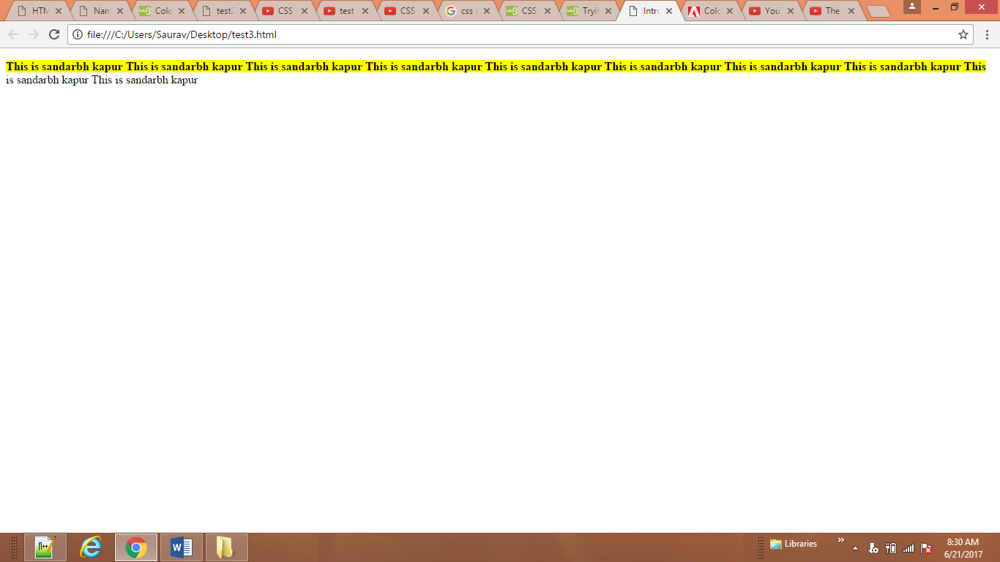 HTM Nam Colo test2 CSS test CSS css s CSS Tryit Intro Colo YouT The
file:///C:/Users/Saurav/Desktop/test3.html
This is sandarbh kapur This is sandarbh kapur This is sandarbh kapur This is sandarbh kapur This is sandarbh kapur This is sandarbh kapur This is sandarbh kapur This is sandarbh kapur This
is sandarbh kapur This is sandarbh kapur
Libraries
8:30 AM
6/21/2017